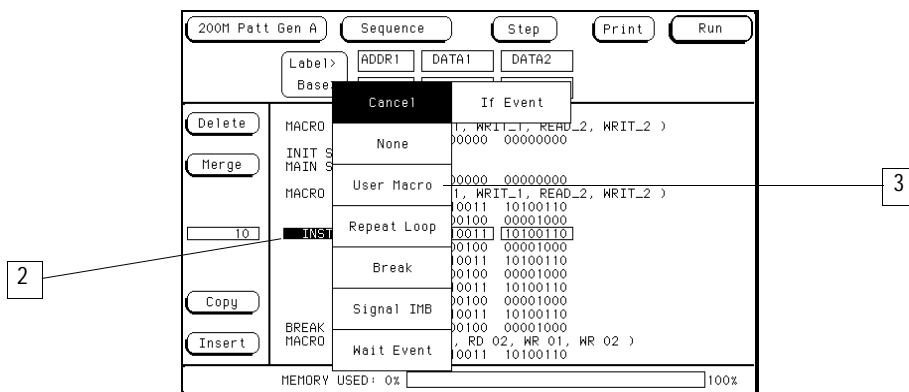 200M Patt Gen A Sequence Step Print Run
Label> ADDR1 DATA1 DATA2
Base
Cancel If Event
Delete MACRO WRIT_1, READ_2, WRIT_2 )
None 00000 00000000
INIT S
Merge MAIN S
User Macro 00000 00000000 3
MACRO 1, WRIT_1, READ_2, WRIT_2 )
10011 10100110
00100 00001000
10 INST Repeat Loop 10011 10100110
00100 00001000
2 Break 10011 10100110
00100 00001000
10011 10100110
Copy Signal IMB 00100 00001000
10011 10100110
BREAK 00100 00001000
Insert MACRO Wait Event , RD 02, WR 01, WR 02 )
10011 10100110
MEMORY USED: 0% 100%